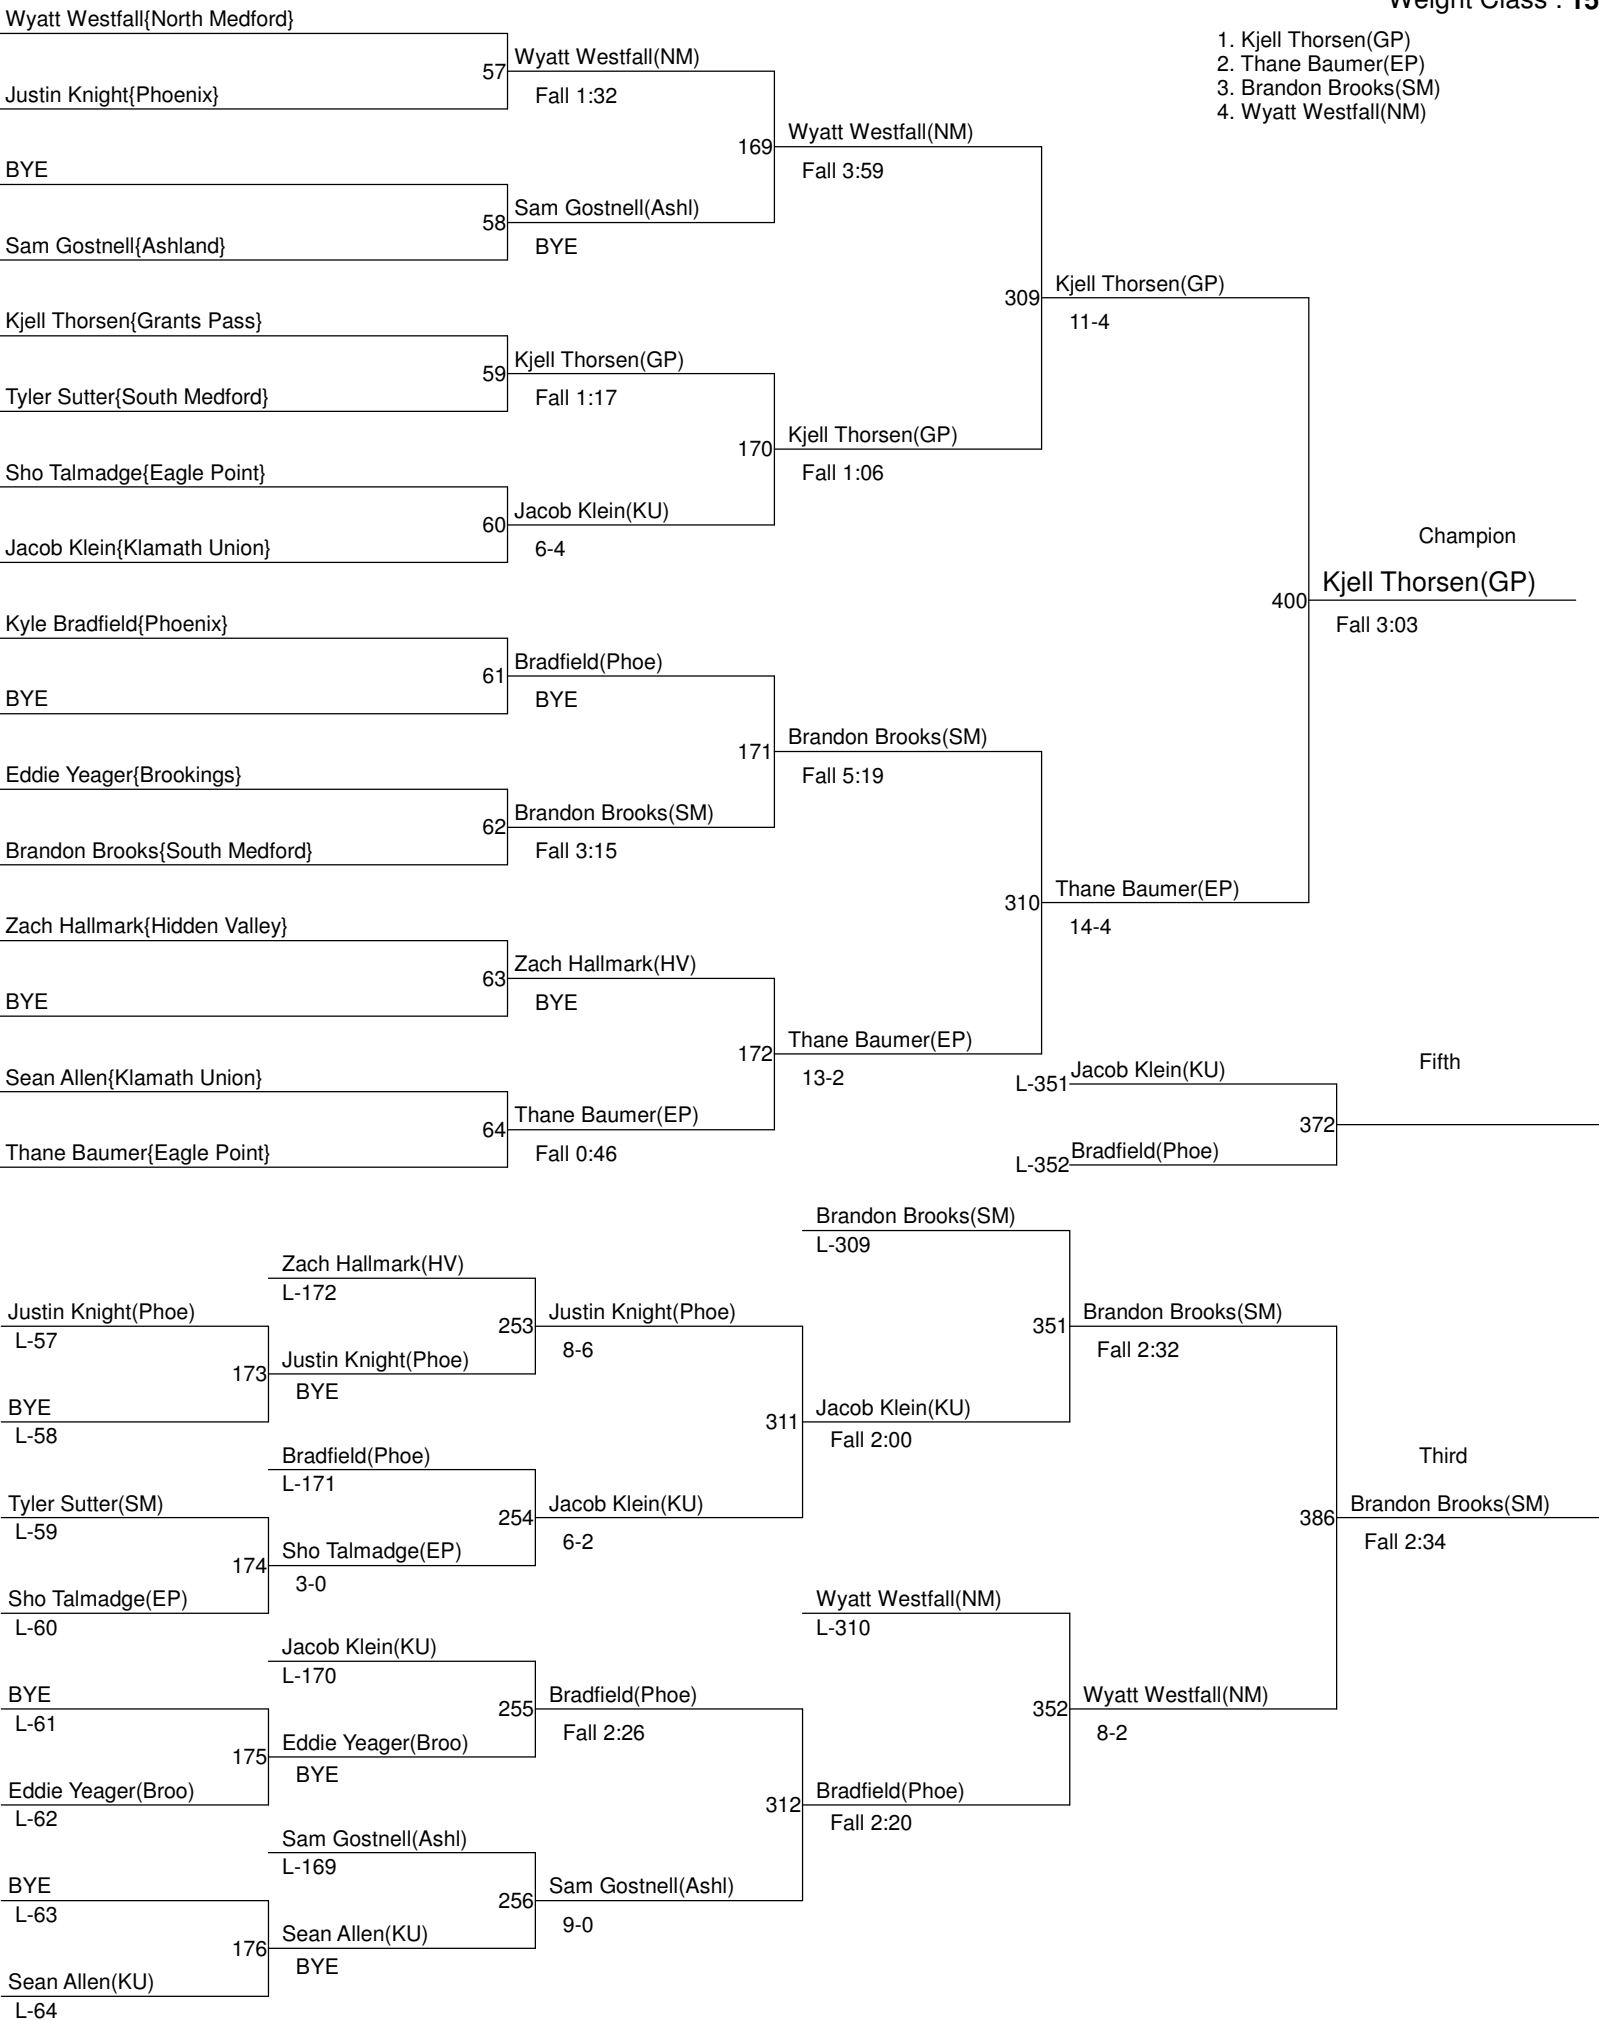 Weight Class : 15
1. Kjell Thorsen(GP)
2. Thane Baumer(EP)
3. Brandon Brooks(SM)
4. Wyatt Westfall(NM)
Wyatt Westfall{North Medford}
57
Wyatt Westfall(NM)
Fall 1:32
Justin Knight{Phoenix}
169
Wyatt Westfall(NM)
Fall 3:59
BYE
58
Sam Gostnell(Ashl)
BYE
Sam Gostnell{Ashland}
309
Kjell Thorsen(GP)
11-4
Kjell Thorsen{Grants Pass}
59
Kjell Thorsen(GP)
Fall 1:17
Tyler Sutter{South Medford}
170
Kjell Thorsen(GP)
Fall 1:06
Sho Talmadge{Eagle Point}
60
Jacob Klein(KU)
6-4
Jacob Klein{Klamath Union}
Champion
400
Kjell Thorsen(GP)
Fall 3:03
Kyle Bradfield{Phoenix}
61
Bradfield(Phoe)
BYE
BYE
171
Brandon Brooks(SM)
Fall 5:19
Eddie Yeager{Brookings}
62
Brandon Brooks(SM)
Fall 3:15
Brandon Brooks{South Medford}
310
Thane Baumer(EP)
14-4
Zach Hallmark{Hidden Valley}
63
Zach Hallmark(HV)
BYE
BYE
172
Thane Baumer(EP)
13-2
Sean Allen{Klamath Union}
64
Thane Baumer(EP)
Fall 0:46
Thane Baumer{Eagle Point}
Fifth
L-351
Jacob Klein(KU)
372
L-352
Bradfield(Phoe)
Brandon Brooks(SM)
L-309
Zach Hallmark(HV)
L-172
Justin Knight(Phoe)
L-57
253
Justin Knight(Phoe)
8-6
351
Brandon Brooks(SM)
Fall 2:32
173
Justin Knight(Phoe)
BYE
BYE
L-58
311
Jacob Klein(KU)
Fall 2:00
Bradfield(Phoe)
L-171
Third
Tyler Sutter(SM)
L-59
254
Jacob Klein(KU)
6-2
386
Brandon Brooks(SM)
Fall 2:34
174
Sho Talmadge(EP)
3-0
Sho Talmadge(EP)
L-60
Wyatt Westfall(NM)
L-310
Jacob Klein(KU)
L-170
BYE
L-61
255
Bradfield(Phoe)
Fall 2:26
352
Wyatt Westfall(NM)
8-2
175
Eddie Yeager(Broo)
BYE
Eddie Yeager(Broo)
L-62
312
Bradfield(Phoe)
Fall 2:20
Sam Gostnell(Ashl)
L-169
BYE
L-63
256
Sam Gostnell(Ashl)
9-0
176
Sean Allen(KU)
BYE
Sean Allen(KU)
L-64